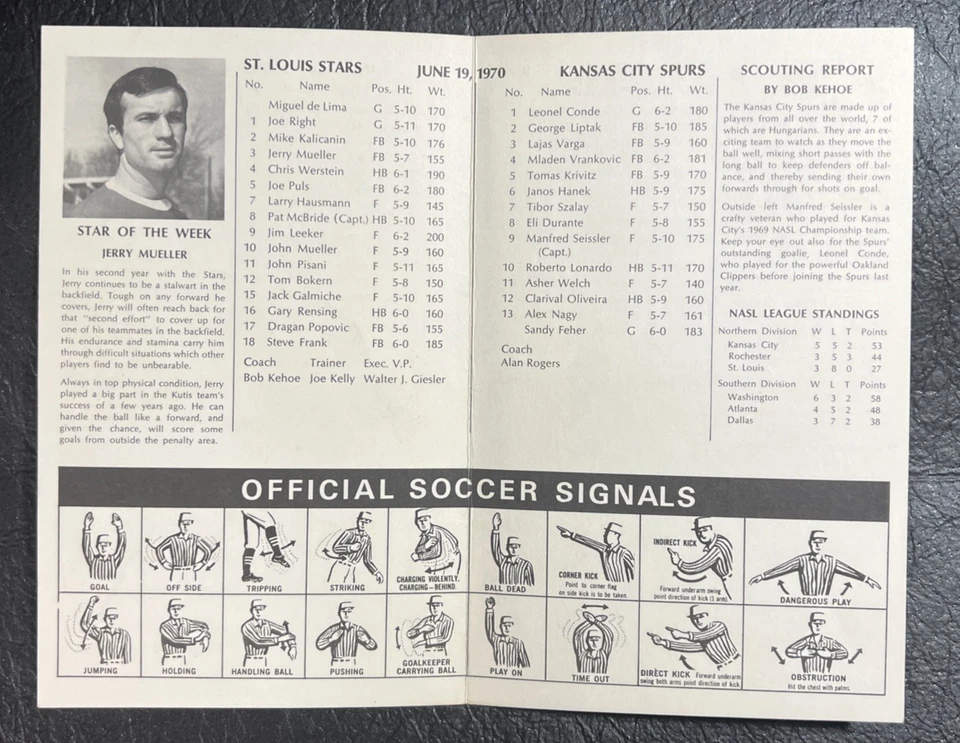 STAR OF THE WEEK
JERRY MUELLER
In his second year with the Stars,
Jerry continues to be a stalwart in the
backfield. Tough on any forward he
covers, Jerry will often reach back for
that "second effort" to cover up for
one of his teammates in the backfield.
His endurance and stamina carry him
through difficult situations which other
players find to be unbearable.
Always in top physical condition, Jerry
played a big part in the Kutis team's
success of a few years ago. He can
handle the ball like a forward, and
given the chance, will score some
goals from outside the penalty area.
ST. LOUIS STARS
JUNE 19, 1970
No. Name Pos. Ht. Wt.
Miguel de Lima G 5-10 170
1 Joe Right G 5-11 170
2 Mike Kalicanin FB 5-10 176
3 Jerry Mueller FB 5-7 155
4 Chris Werstein HB 6-1 190
5 Joe Puls FB 6-2 180
7 Larry Hausmann F 5-9 145
8 Pat McBride (Capt.) HB 5-10 165
9 Jim Leeker F 6-2 200
10 John Mueller F 5-9 160
11 John Pisani F 5-11 165
12 Tom Bokern F 5-8 150
15 Jack Galmiche F 5-10 165
16 Gary Rensing HB 6-0 160
17 Dragan Popovic FB 5-6 155
18 Steve Frank FB 6-0 185
Coach Trainer Exec. V.P.
Bob Kehoe Joe Kelly Walter J. Giesler
KANSAS CITY SPURS
No. Name Pos. Ht. Wt.
1 Leonel Conde G 6-2 180
2 George Liptak FB 5-10 185
3 Lajas Varga FB 5-9 160
4 Mladen Vrankovic FB 6-2 181
5 Tomas Krivitz FB 5-9 170
6 Janos Hanek HB 5-9 175
7 Tibor Szalay F 5-7 150
8 Eli Durante F 5-8 155
9 Manfred Seissler F 5-10 175
(Capt.)
10 Roberto Lonardo HB 5-11 170
11 Asher Welch F 5-7 140
12 Clarival Oliveira HB 5-9 160
13 Alex Nagy F 5-7 161
Sandy Feher G 6-0 183
Coach
Alan Rogers
SCOUTING REPORT
BY BOB KEHOE
The Kansas City Spurs are made up of
players from all over the world, 7 of
which are Hungarians. They are an ex-
citing team to watch as they move the
ball well, mixing short passes with the
long ball to keep defenders off bal-
ance, and thereby sending their own
forwards through for shots on goal.
Outside left Manfred Seissler is a
crafty veteran who played for Kansas
City's 1969 NASL Championship team.
Keep your eye out also for the Spurs'
outstanding goalie, Leonel Conde,
who played for the powerful Oakland
Clippers before joining the Spurs last
year.
NASL LEAGUE STANDINGS
Northern Division W L T Points
Kansas City 5 5 2 53
Rochester 3 5 3 44
St. Louis 3 8 0 27
Southern Division W L T Points
Washington 6 3 2 58
Atlanta 4 5 2 48
Dallas 3 7 2 38
OFFICIAL SOCCER SIGNALS
GOAL
OFF SIDE
TRIPPING
STRIKING
CHARGING VIOLENTLY,
CHARGING—BEHIND.
BALL DEAD
CORNER KICK
Point to corner flag
on side kick is to be taken.
INDIRECT KICK
Forward underarm swing
point direction of kick (1 arm).
DANGEROUS PLAY
JUMPING
HOLDING
HANDLING BALL
PUSHING
GOALKEEPER
CARRYING BALL
PLAY ON
TIME OUT
DIRECT KICK Forward underarm
swing both arms point direction of kick.
OBSTRUCTION
Hit the chest with palms.